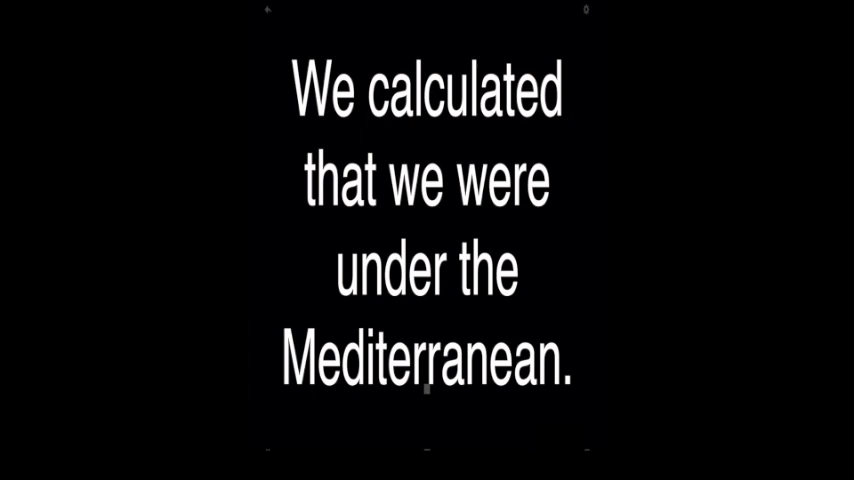 We calculated
that we were
under the
Mediterranean.